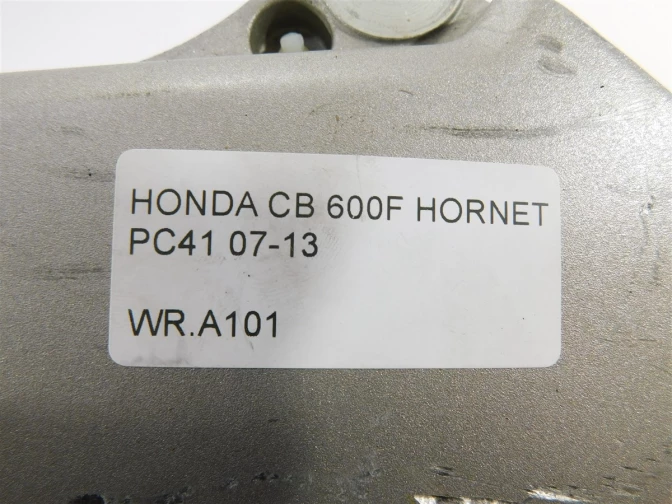 HONDA CB 600F HORNET
PC41 07-13
WR.A101